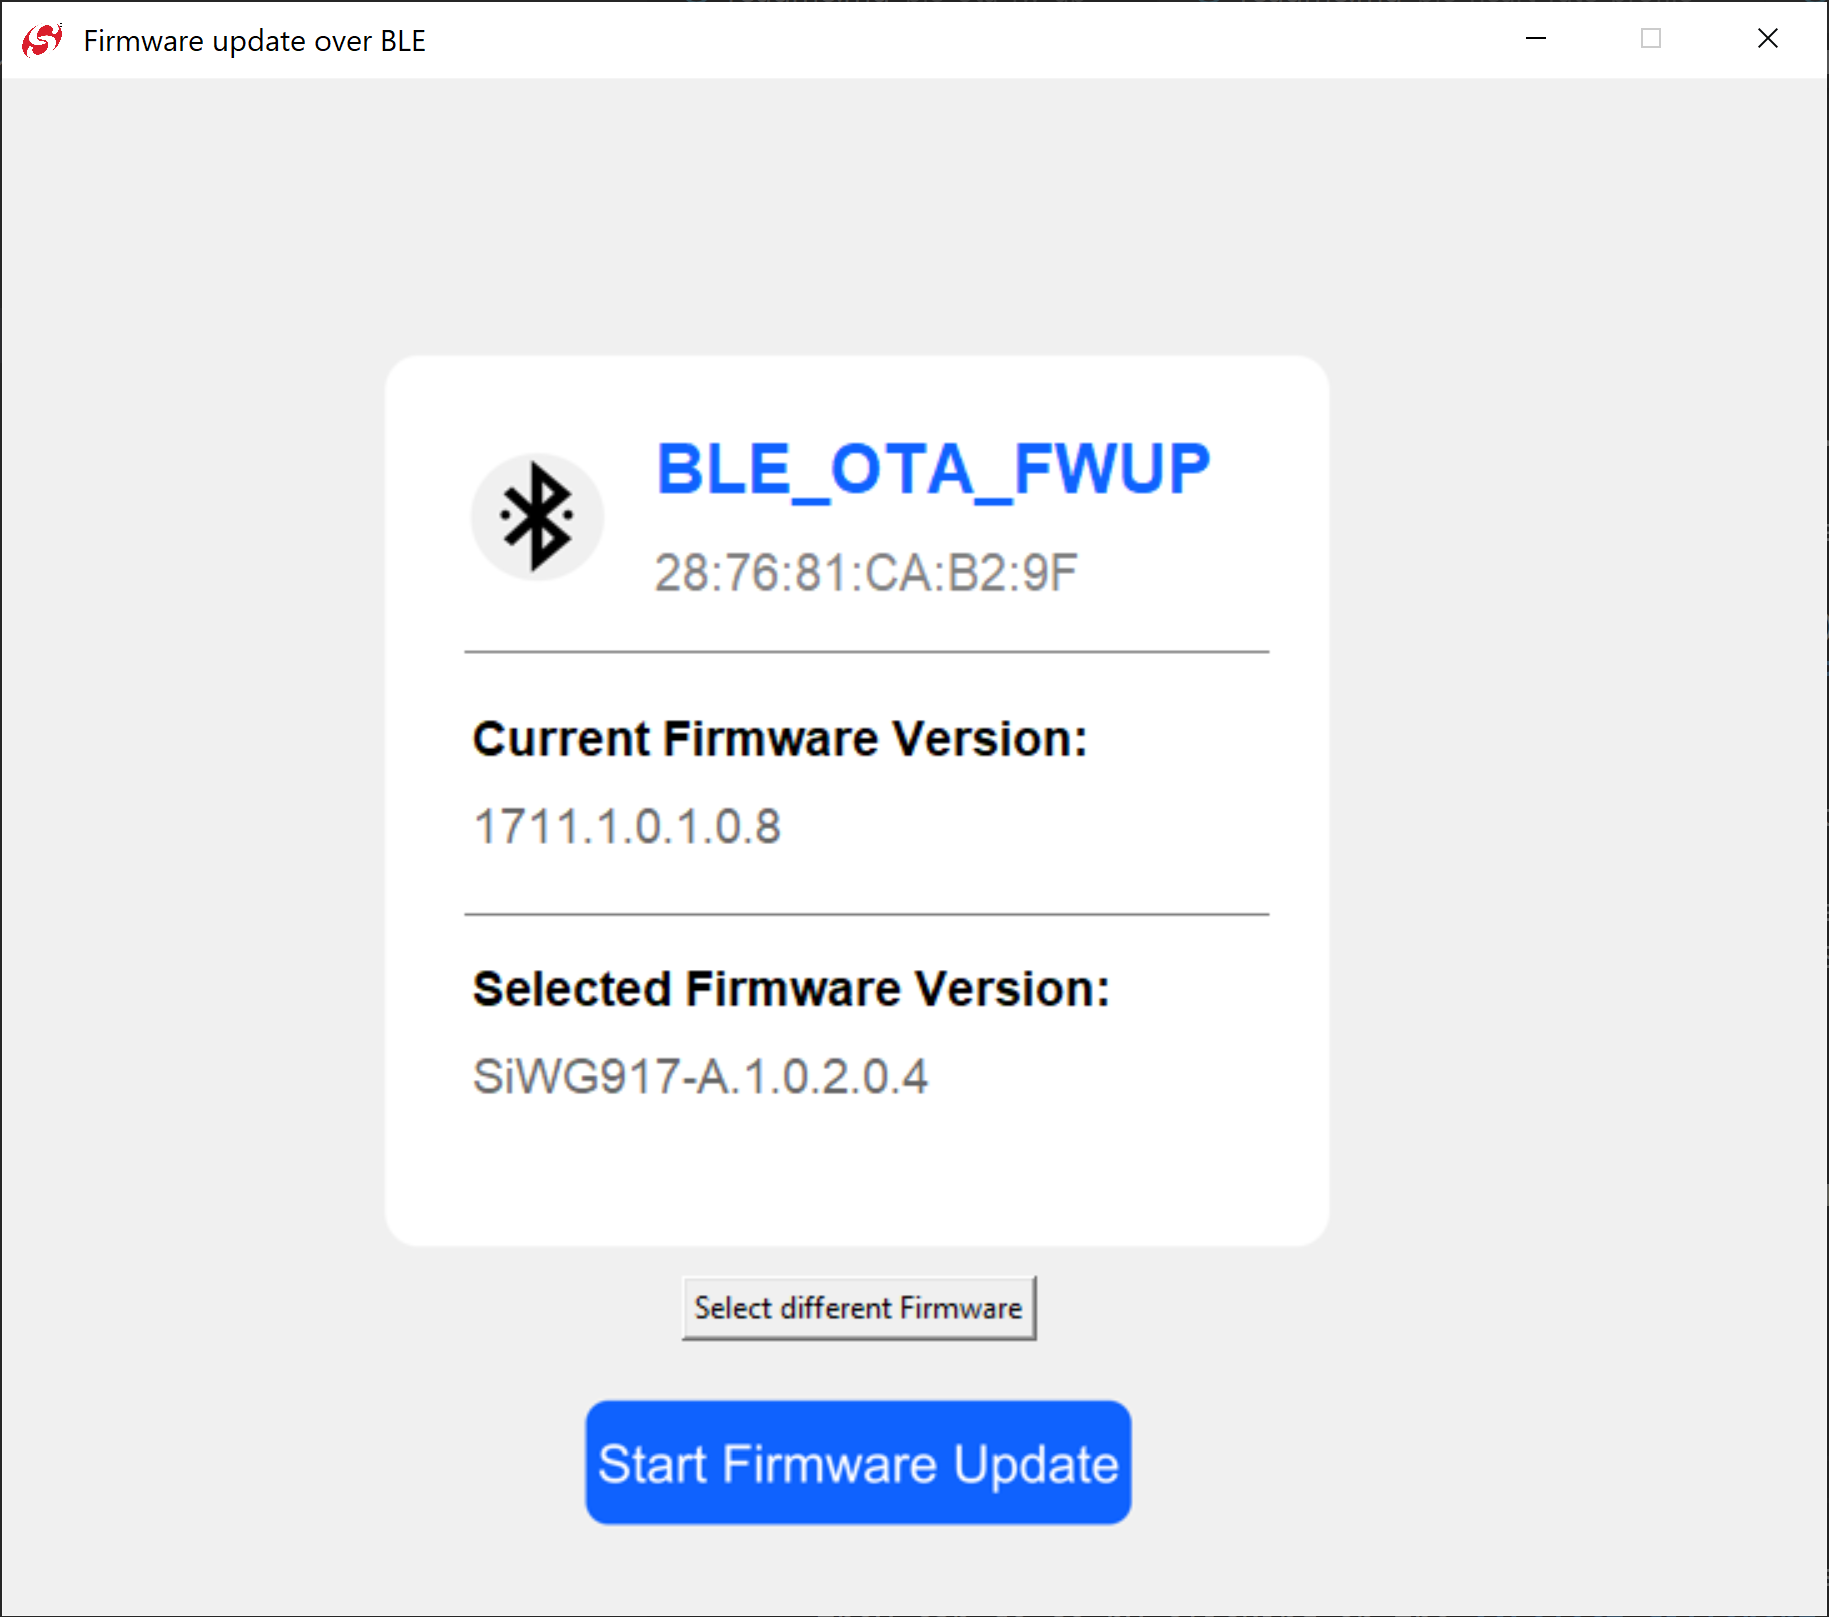 Firmware update over BLE
BLE_OTA_FWUP
28:76:81:CA:B2:9F
Current Firmware Version:
1711.1.0.1.0.8
Selected Firmware Version:
SiWG917-A.1.0.2.0.4
Select different Firmware
Start Firmware Update